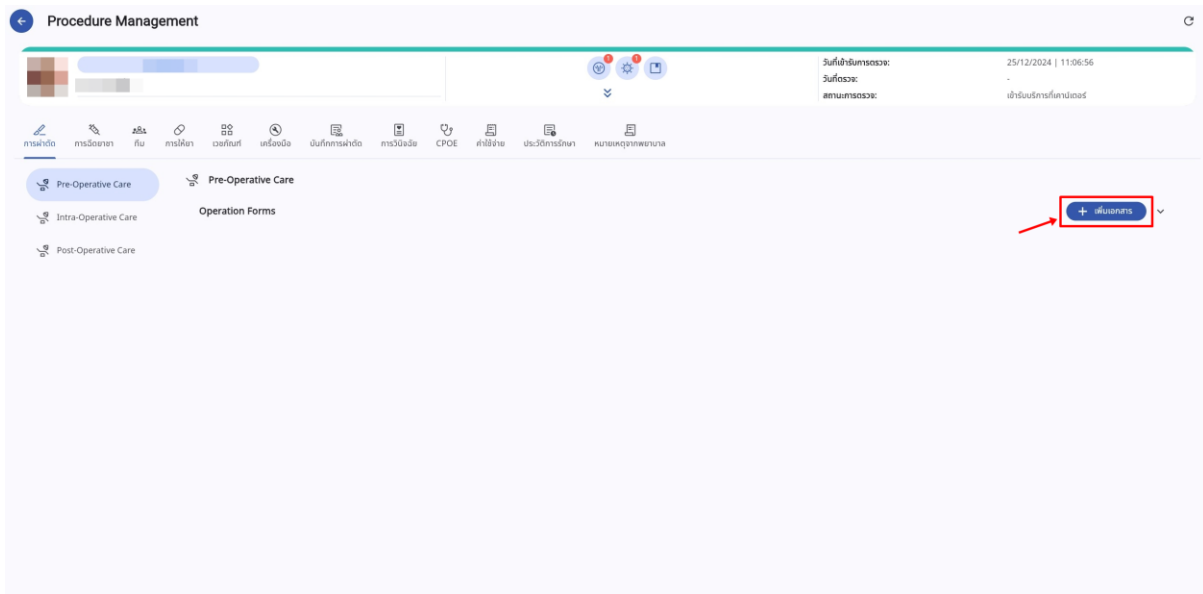 Procedure Management
1
1
วันที่เข้ารับการตรวจ:
25/12/2024 | 11:06:56
วันที่ตรวจ:
-
สถานะการตรวจ:
เข้ารับบริการที่เคาน์เตอร์
การผ่าตัด
การฉีดยาชา
ทีม
การให้ยา
เวชภัณฑ์
เครื่องมือ
บันทึกการผ่าตัด
การวินิจฉัย
CPOE
ค่าใช้จ่าย
ประวัติการรักษา
หมายเหตุจากพยาบาล
Pre-Operative Care
Intra-Operative Care
Post-Operative Care
Pre-Operative Care
Operation Forms
+ เพิ่มเอกสาร